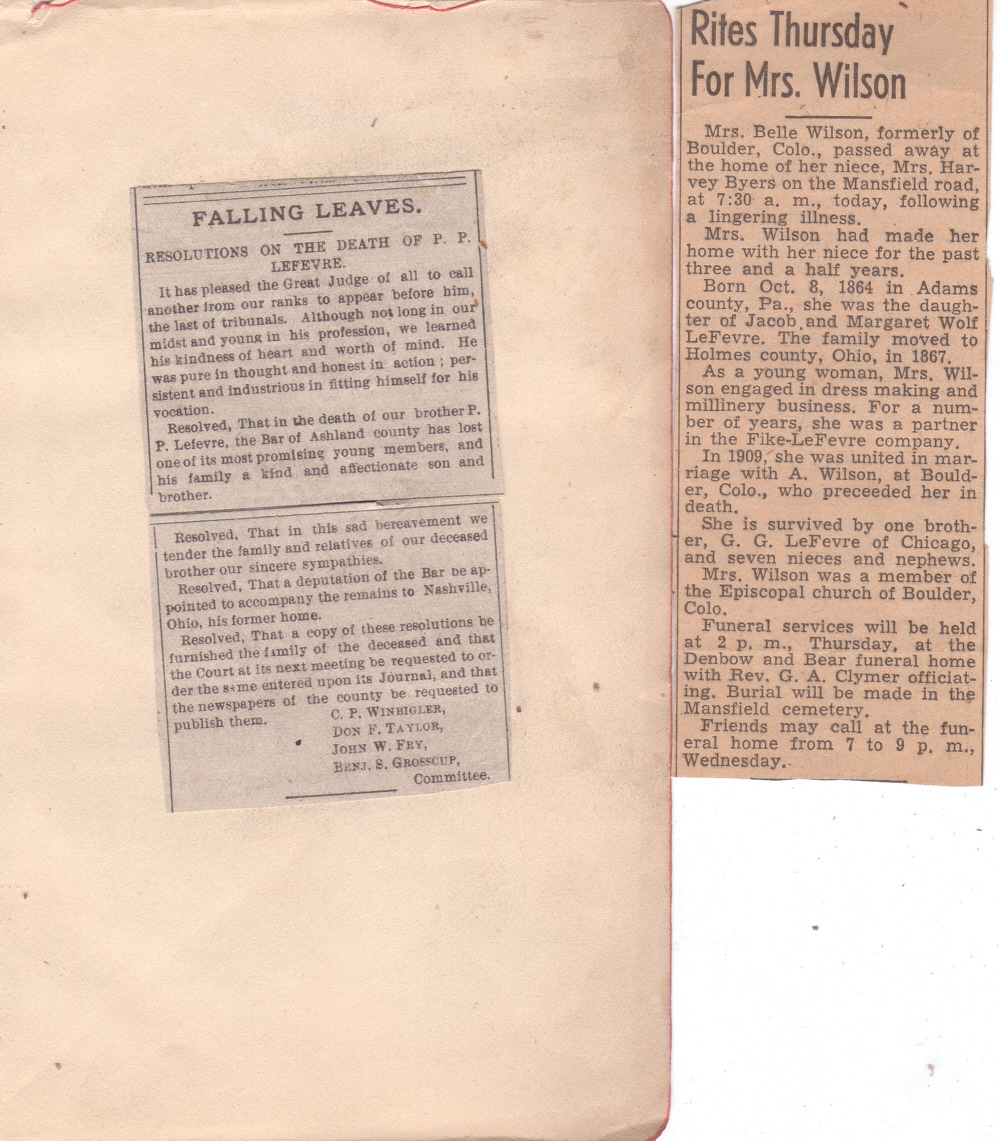 FALLING LEAVES.
RESOLUTIONS ON THE DEATH OF P. P.
LEFEVRE.
It has pleased the Great Judge of all to call
another from our ranks to appear before him,
the last of tribunals. Although not long in our
midst and young in his profession, we learned
his kindness of heart and worth of mind. He
was pure in thought and honest in action; per-
sistent and industrious in fitting himself for his
vocation.
Resolved, That in the death of our brother P.
P. Lefevre, the Bar of Ashland county has lost
one of its most promising young members, and
his family a kind and affectionate son and
brother.
Resolved, That in this sad bereavement we
tender the family and relatives of our deceased
brother our sincere sympathies.
Resolved, That a deputation of the Bar be ap-
pointed to accompany the remains to Nashville,
Ohio, his former home.
Resolved, That a copy of these resolutions be
furnished the family of the deceased and that
the Court at its next meeting be requested to or-
der the same entered upon its Journal, and that
the newspapers of the county be requested to
publish them.
C. P. WINBIGLER,
DON F. TAYLOR,
JOHN W. FRY,
BENJ. S. GROSSCUP,
Committee.
Rites Thursday
For Mrs. Wilson
Mrs. Belle Wilson, formerly of
Boulder, Colo., passed away at
the home of her niece, Mrs. Har-
vey Byers on the Mansfield road,
at 7:30 a. m., today, following
a lingering illness.
Mrs. Wilson had made her
home with her niece for the past
three and a half years.
Born Oct. 8, 1864 in Adams
county, Pa., she was the daugh-
ter of Jacob and Margaret Wolf
LeFevre. The family moved to
Holmes county, Ohio, in 1867.
As a young woman, Mrs. Wil-
son engaged in dress making and
millinery business. For a num-
ber of years, she was a partner
in the Fike-LeFevre company.
In 1909, she was united in mar-
riage with A. Wilson, at Bould-
er, Colo., who preceeded her in
death.
She is survived by one broth-
er, G. G. LeFevre of Chicago,
and seven nieces and nephews.
Mrs. Wilson was a member of
the Episcopal church of Boulder,
Colo.
Funeral services will be held
at 2 p. m., Thursday, at the
Denbow and Bear funeral home
with Rev. G. A. Clymer officiat-
ing. Burial will be made in the
Mansfield cemetery.
Friends may call at the fun-
eral home from 7 to 9 p. m.,
Wednesday.